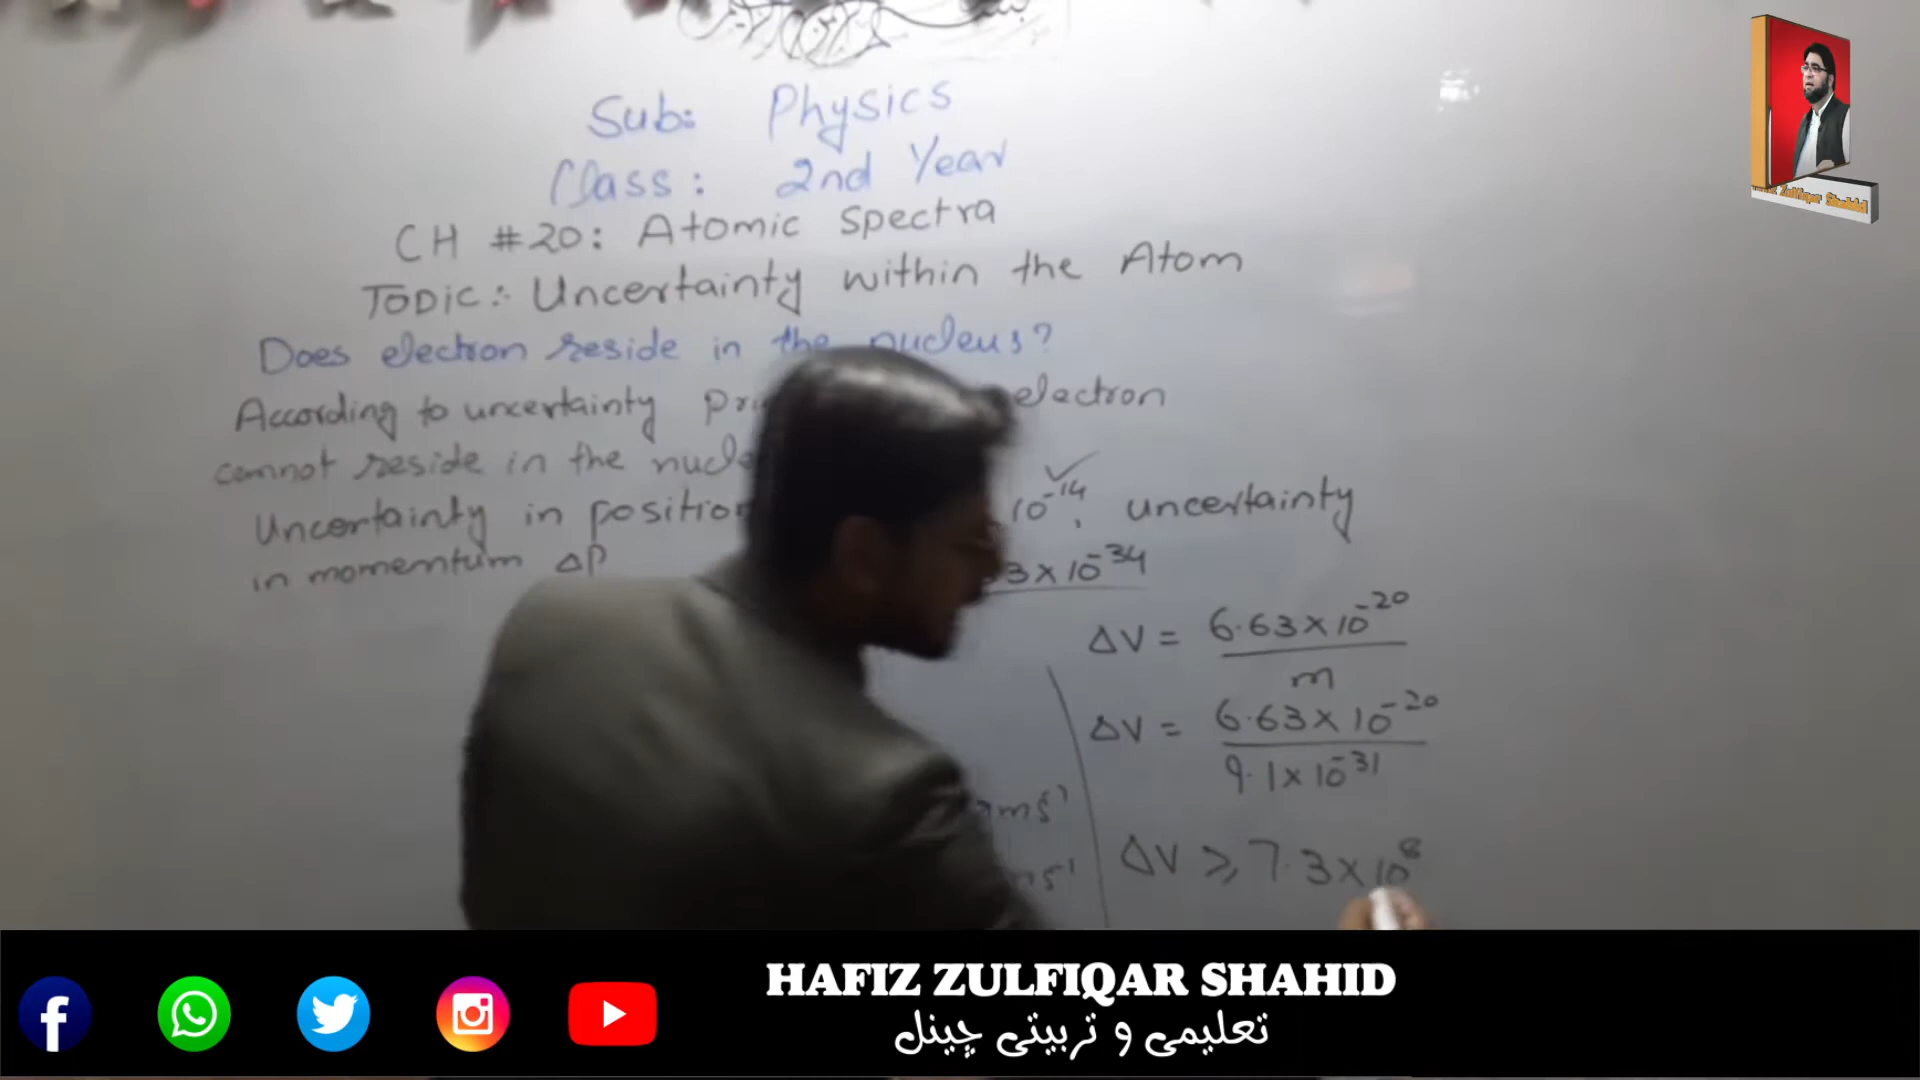 Sub: Physics
Class: 2nd Year
CH #20: Atomic Spectra
Topic: Uncertainty within the Atom
Does electron reside in the nucleus?
According to uncertainty electron
cannot reside in the
Uncertainty in position 10⁻¹⁴, uncertainty
in momentum ΔP 3×10⁻³⁴
ΔV = 6.63×10⁻²⁰
m
ΔV = 6.63×10⁻²⁰
9.1×10⁻³¹
ΔV ⩾ 7.3×10⁸
Zulfiqar Shahid
HAFIZ ZULFIQAR SHAHID
تعلیمی و تربیتی چینل